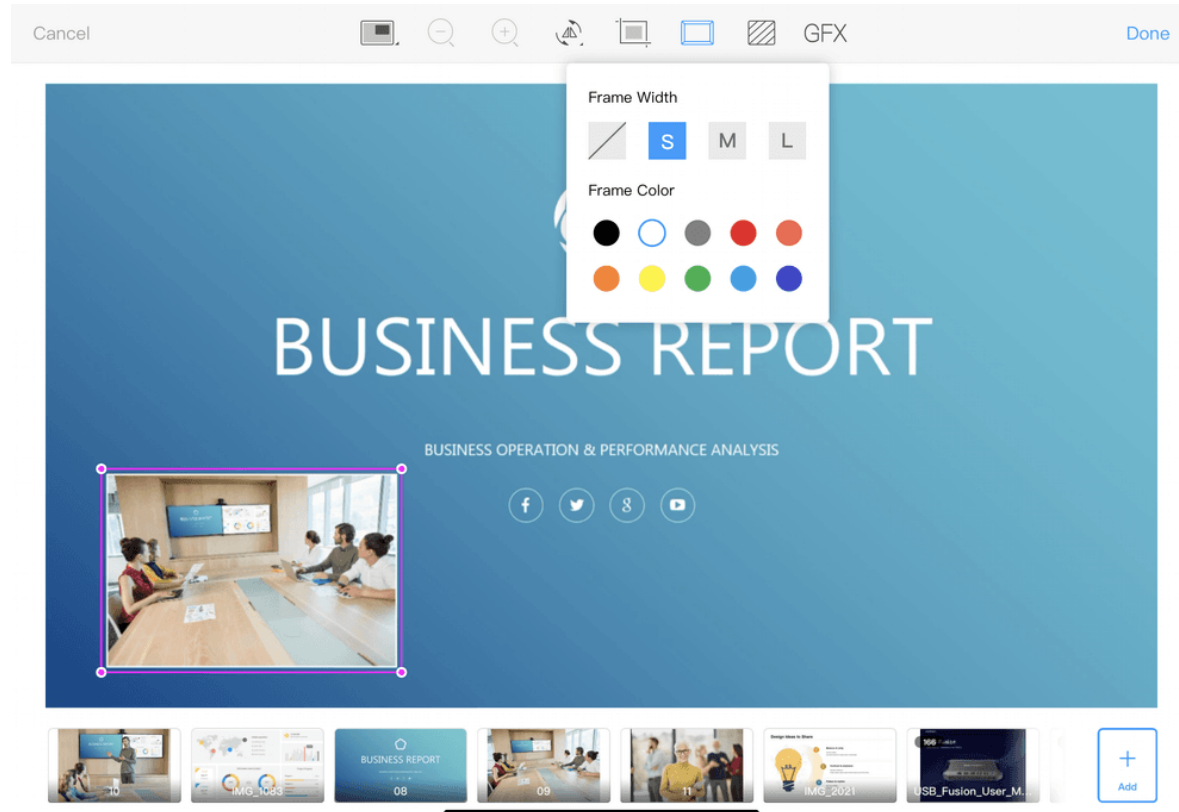 Cancel
GFX
Done
Frame Width
S M L
Frame Color
BUSINESS REPORT
BUSINESS OPERATION & PERFORMANCE ANALYSIS
10
IMG_1083
BUSINESS REPORT
08
09
11
Design Ideas to Share
IMG_2021
USB_Fusion_User_M...
Add